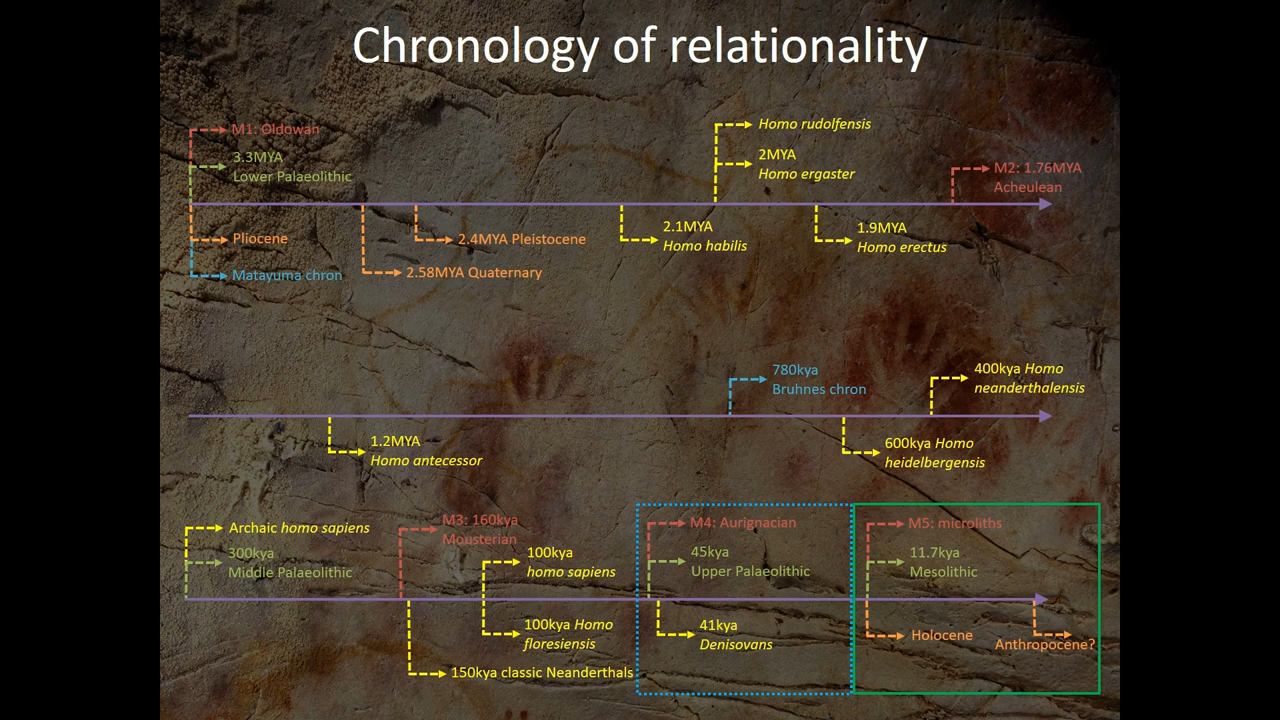 Chronology of relationality
M1: Oldowan
3.3MYA
Lower Palaeolithic
Pliocene
Matayuma chron
2.4MYA Pleistocene
2.58MYA Quaternary
Homo rudolfensis
2MYA
Homo ergaster
2.1MYA
Homo habilis
1.9MYA
Homo erectus
M2: 1.76MYA
Acheulean
1.2MYA
Homo antecessor
780kya
Bruhnes chron
600kya Homo
heidelbergensis
400kya Homo
neanderthalensis
Archaic homo sapiens
300kya
Middle Palaeolithic
M3: 160kya
Mousterian
100kya
homo sapiens
100kya Homo
floresiensis
150kya classic Neanderthals
M4: Aurignacian
45kya
Upper Palaeolithic
41kya
Denisovans
M5: microliths
11.7kya
Mesolithic
Holocene
Anthropocene?